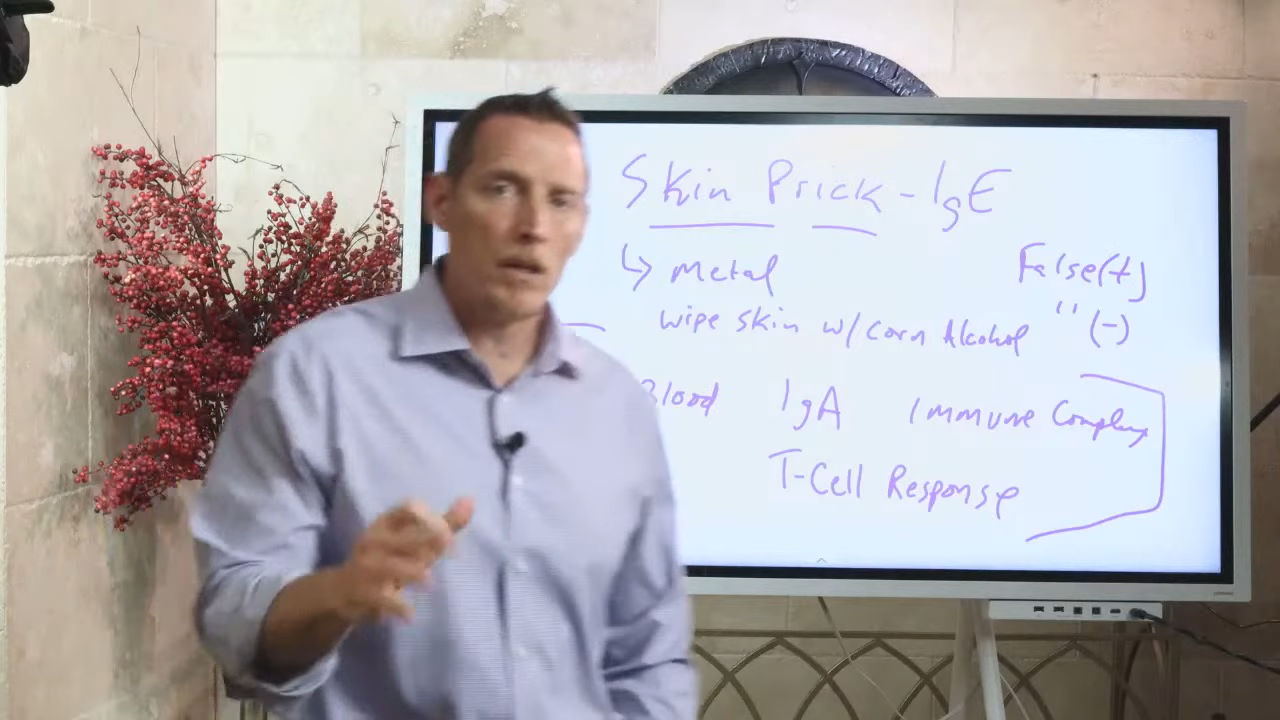 Skin Prick - IgE
↳ Metal False(+)
wipe skin w/ Corn Alcohol " (-)
Blood IgA Immune Complex
T-Cell Response